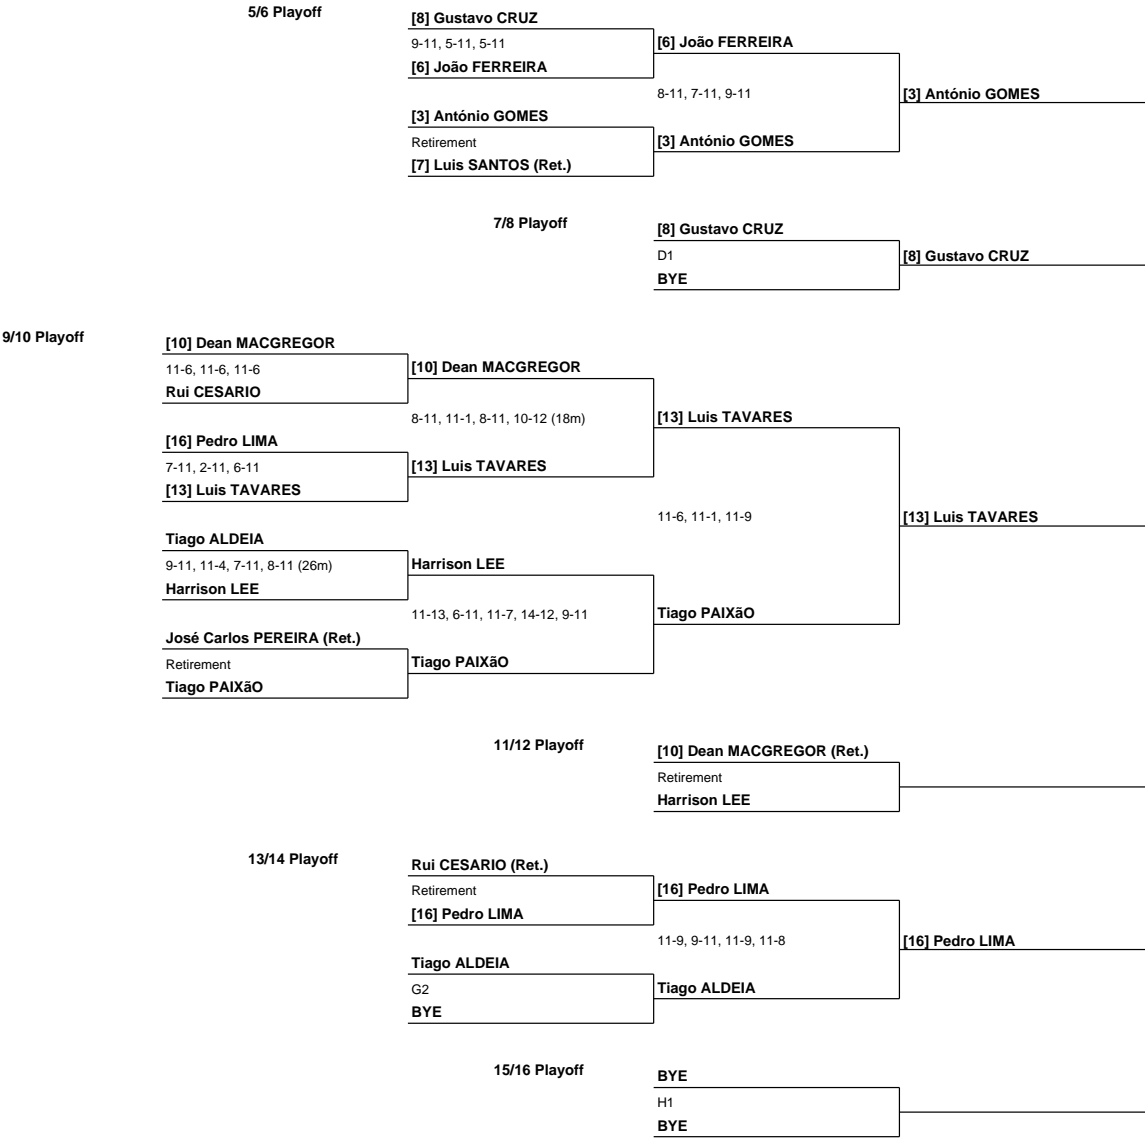 5/6 Playoff
[8] Gustavo CRUZ
9-11, 5-11, 5-11
[6] João FERREIRA
[6] João FERREIRA
8-11, 7-11, 9-11
[3] António GOMES
[3] António GOMES
Retirement
[3] António GOMES
[7] Luis SANTOS (Ret.)
7/8 Playoff
[8] Gustavo CRUZ
D1
[8] Gustavo CRUZ
BYE
9/10 Playoff
[10] Dean MACGREGOR
11-6, 11-6, 11-6
[10] Dean MACGREGOR
Rui CESARIO
8-11, 11-1, 8-11, 10-12 (18m)
[13] Luis TAVARES
[16] Pedro LIMA
7-11, 2-11, 6-11
[13] Luis TAVARES
[13] Luis TAVARES
11-6, 11-1, 11-9
[13] Luis TAVARES
Tiago ALDEIA
9-11, 11-4, 7-11, 8-11 (26m)
Harrison LEE
Harrison LEE
11-13, 6-11, 11-7, 14-12, 9-11
Tiago PAIXãO
José Carlos PEREIRA (Ret.)
Retirement
Tiago PAIXãO
Tiago PAIXãO
11/12 Playoff
[10] Dean MACGREGOR (Ret.)
Retirement
Harrison LEE
13/14 Playoff
Rui CESARIO (Ret.)
Retirement
[16] Pedro LIMA
[16] Pedro LIMA
11-9, 9-11, 11-9, 11-8
[16] Pedro LIMA
Tiago ALDEIA
G2
Tiago ALDEIA
BYE
15/16 Playoff
BYE
H1
BYE